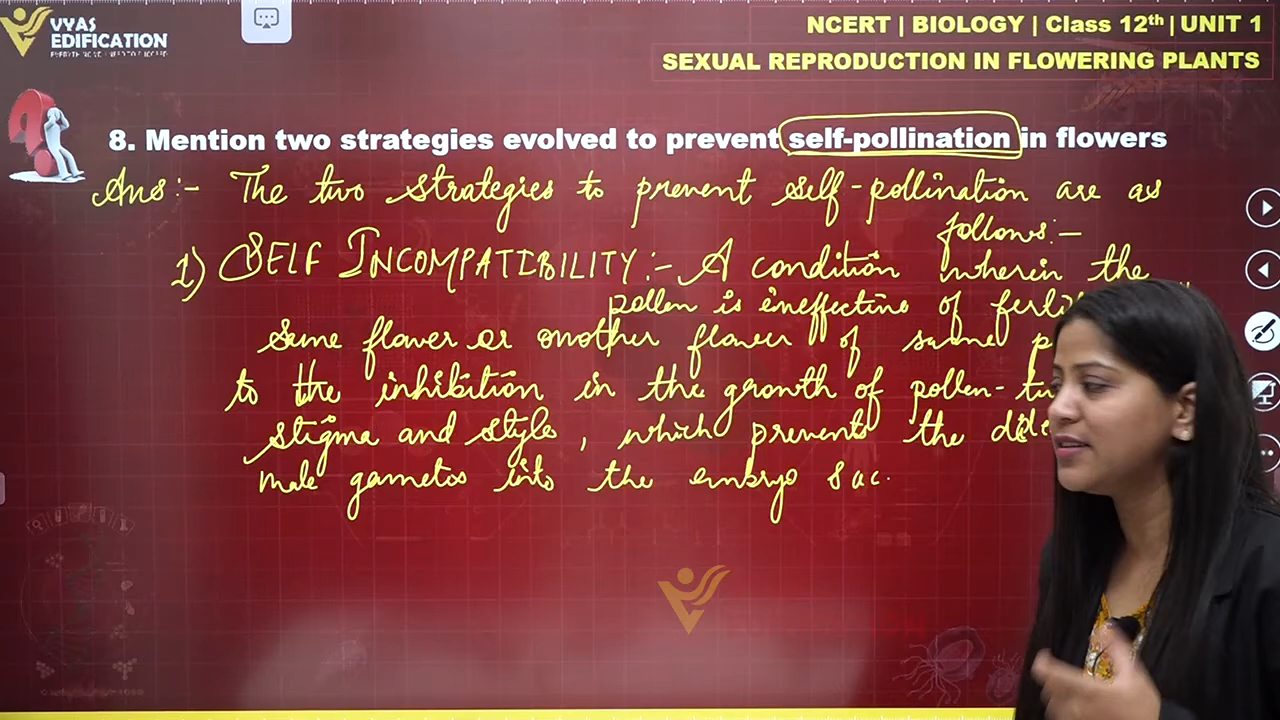 VYAS
EDIFICATION
NCERT | BIOLOGY | Class 12th | UNIT 1
SEXUAL REPRODUCTION IN FLOWERING PLANTS
8. Mention two strategies evolved to prevent self-pollination in flowers
Ans :- The two strategies to prevent self-pollination are as
follows:-
1) SELF INCOMPATIBILITY :- A condition wherein the
pollen is ineffective of
same flower or another flower of same
to the inhibition in the growth of pollen-
stigma and style, which prevents the
male gametes into the embryo sac.